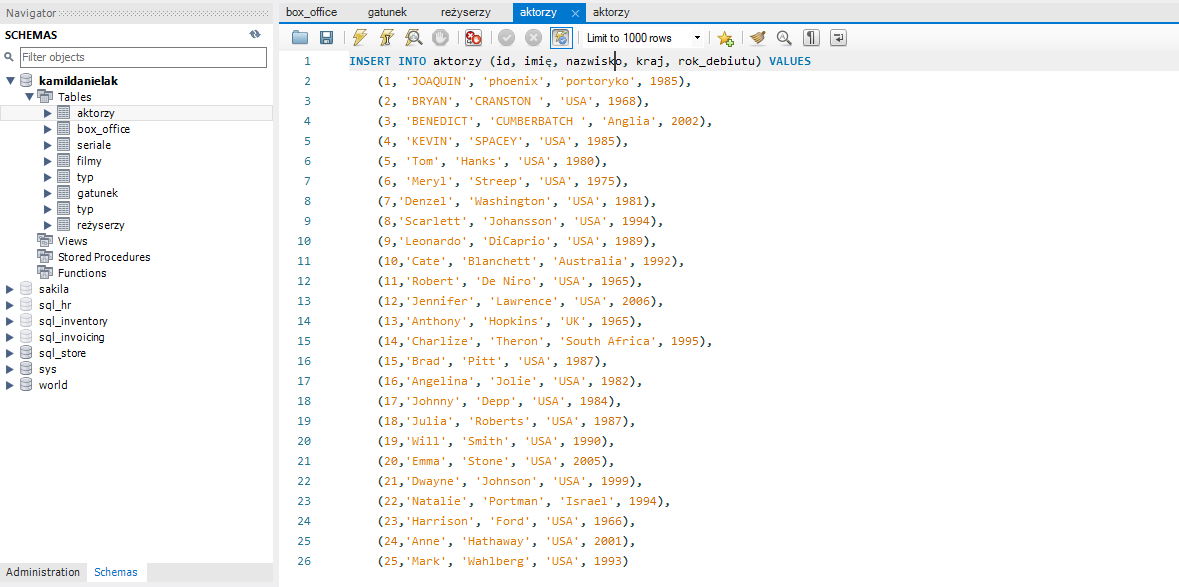 Navigator
SCHEMAS
Filter objects
kamildanielak
Tables
aktorzy
box_office
seriale
filmy
typ
gatunek
typ
reżyserzy
Views
Stored Procedures
Functions
sakila
sql_hr
sql_inventory
sql_invoicing
sql_store
sys
world
Administration Schemas
box_office gatunek reżyserzy aktorzy × aktorzy
Limit to 1000 rows
1 INSERT INTO aktorzy (id, imię, nazwisko, kraj, rok_debiutu) VALUES
2 (1, 'JOAQUIN', 'phoenix', 'portoryko', 1985),
3 (2, 'BRYAN', 'CRANSTON ', 'USA', 1968),
4 (3, 'BENEDICT', 'CUMBERBATCH ', 'Anglia', 2002),
5 (4, 'KEVIN', 'SPACEY', 'USA', 1985),
6 (5, 'Tom', 'Hanks', 'USA', 1980),
7 (6, 'Meryl', 'Streep', 'USA', 1975),
8 (7,'Denzel', 'Washington', 'USA', 1981),
9 (8,'Scarlett', 'Johansson', 'USA', 1994),
10 (9,'Leonardo', 'DiCaprio', 'USA', 1989),
11 (10,'Cate', 'Blanchett', 'Australia', 1992),
12 (11,'Robert', 'De Niro', 'USA', 1965),
13 (12,'Jennifer', 'Lawrence', 'USA', 2006),
14 (13,'Anthony', 'Hopkins', 'UK', 1965),
15 (14,'Charlize', 'Theron', 'South Africa', 1995),
16 (15,'Brad', 'Pitt', 'USA', 1987),
17 (16,'Angelina', 'Jolie', 'USA', 1982),
18 (17,'Johnny', 'Depp', 'USA', 1984),
19 (18,'Julia', 'Roberts', 'USA', 1987),
20 (19,'Will', 'Smith', 'USA', 1990),
21 (20,'Emma', 'Stone', 'USA', 2005),
22 (21,'Dwayne', 'Johnson', 'USA', 1999),
23 (22,'Natalie', 'Portman', 'Israel', 1994),
24 (23,'Harrison', 'Ford', 'USA', 1966),
25 (24,'Anne', 'Hathaway', 'USA', 2001),
26 (25,'Mark', 'Wahlberg', 'USA', 1993)